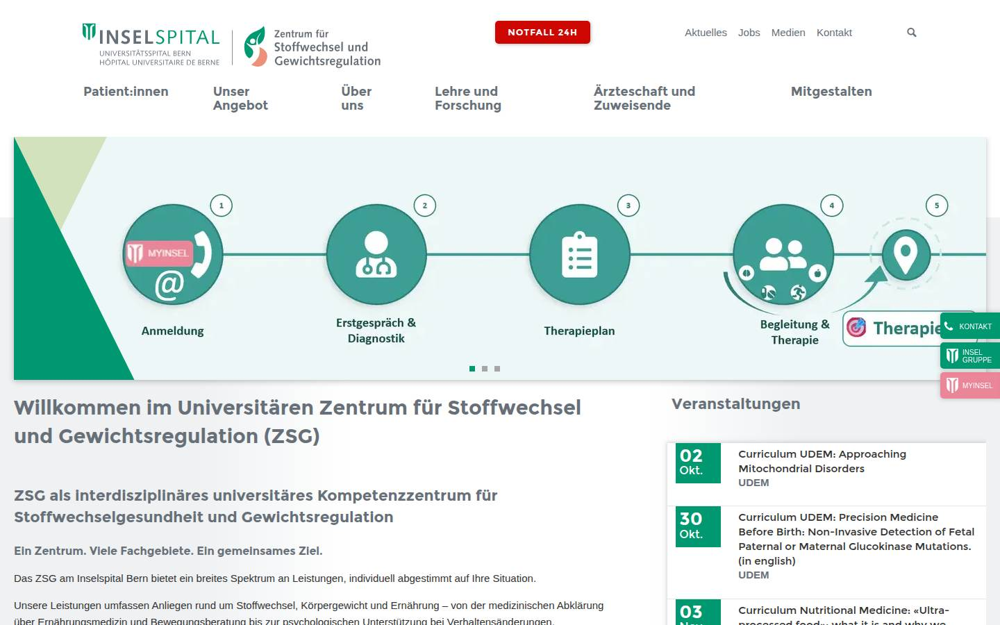 INSELSPITAL
UNIVERSITÄTSSPITAL BERN
HÔPITAL UNIVERSITAIRE DE BERNE
Zentrum für
Stoffwechsel und
Gewichtsregulation
NOTFALL 24H
Aktuelles Jobs Medien Kontakt
Patient:innen
Unser
Angebot
Über
uns
Lehre und
Forschung
Ärzteschaft und
Zuweisende
Mitgestalten
1
2
3
4
5
MYINSEL
@
Anmeldung
Erstgespräch &
Diagnostik
Therapieplan
Begleitung &
Therapie
KONTAKT
INSEL
GRUPPE
MYINSEL
Willkommen im Universitären Zentrum für Stoffwechsel
und Gewichtsregulation (ZSG)
ZSG als interdisziplinäres universitäres Kompetenzzentrum für
Stoffwechselgesundheit und Gewichtsregulation
Ein Zentrum. Viele Fachgebiete. Ein gemeinsames Ziel.
Das ZSG am Inselspital Bern bietet ein breites Spektrum an Leistungen, individuell abgestimmt auf Ihre Situation.
Unsere Leistungen umfassen Anliegen rund um Stoffwechsel, Körpergewicht und Ernährung – von der medizinischen Abklärung
über Ernährungsmedizin und Bewegungsberatung bis zur psychologischen Unterstützung bei Verhaltensänderungen.
Veranstaltungen
02
Okt.
Curriculum UDEM: Approaching
Mitochondrial Disorders
UDEM
30
Okt.
Curriculum UDEM: Precision Medicine
Before Birth: Non-Invasive Detection of Fetal
Paternal or Maternal Glucokinase Mutations.
(in english)
UDEM
03
Nov.
Curriculum Nutritional Medicine: «Ultra-
processed food»: what it is and why we